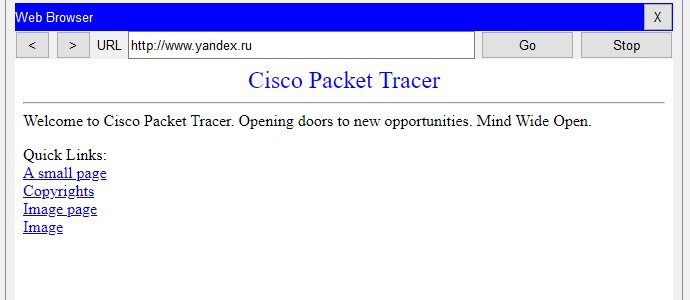 Web Browser X
< > URL http://www.yandex.ru Go Stop
Cisco Packet Tracer
Welcome to Cisco Packet Tracer. Opening doors to new opportunities. Mind Wide Open.
Quick Links:
A small page
Copyrights
Image page
Image